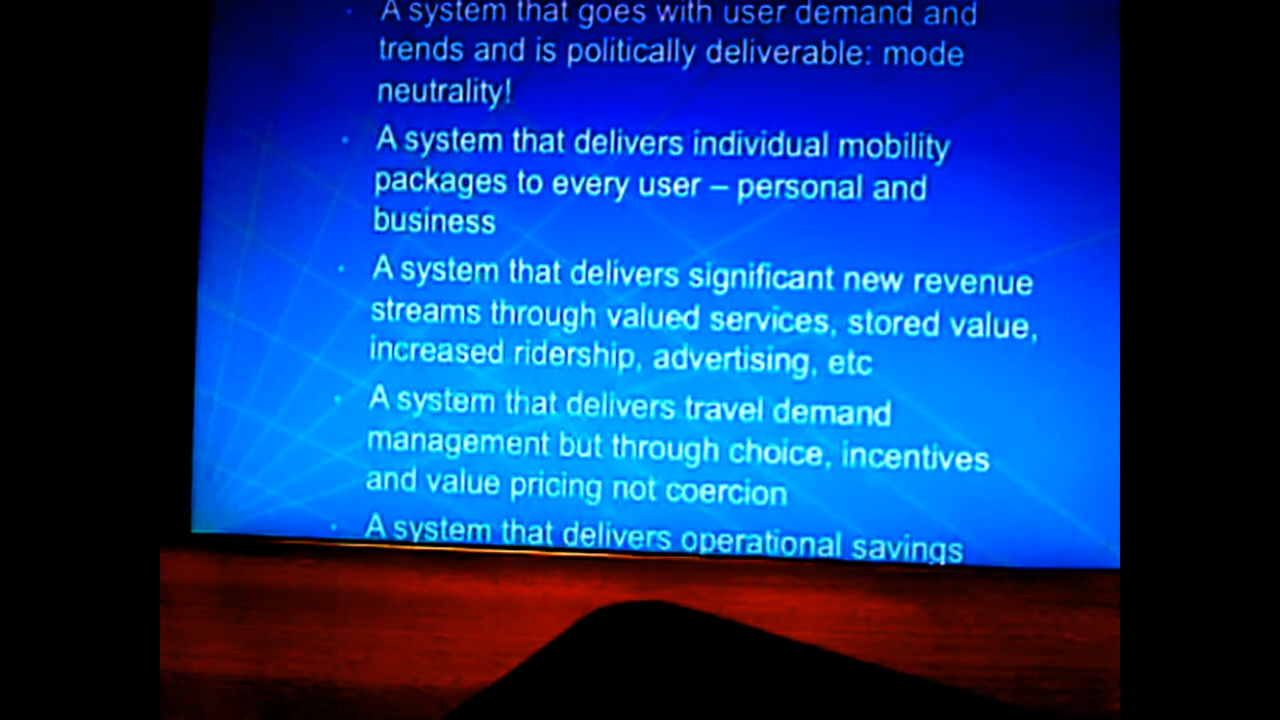 A system that goes with user demand and
trends and is politically deliverable: mode
neutrality!
A system that delivers individual mobility
packages to every user – personal and
business
A system that delivers significant new revenue
streams through valued services, stored value,
increased ridership, advertising, etc
A system that delivers travel demand
management but through choice, incentives
and value pricing not coercion
A system that delivers operational savings